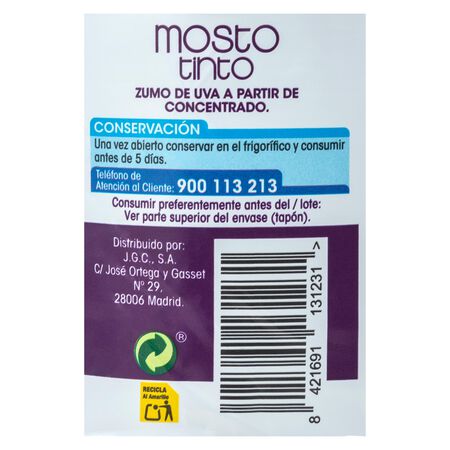 mosto
tinto
ZUMO DE UVA A PARTIR DE
CONCENTRADO.
CONSERVACIÓN
Una vez abierto conservar en el frigorífico y consumir
antes de 5 días.
Teléfono de
Atención al Cliente: 900 113 213
Consumir preferentemente antes del / lote:
Ver parte superior del envase (tapón).
Distribuido por:
J.G.C., S.A.
C/ José Ortega y Gasset
Nº 29,
28006 Madrid.
®
RECICLA
Al Amarillo
8 421691 131231 >